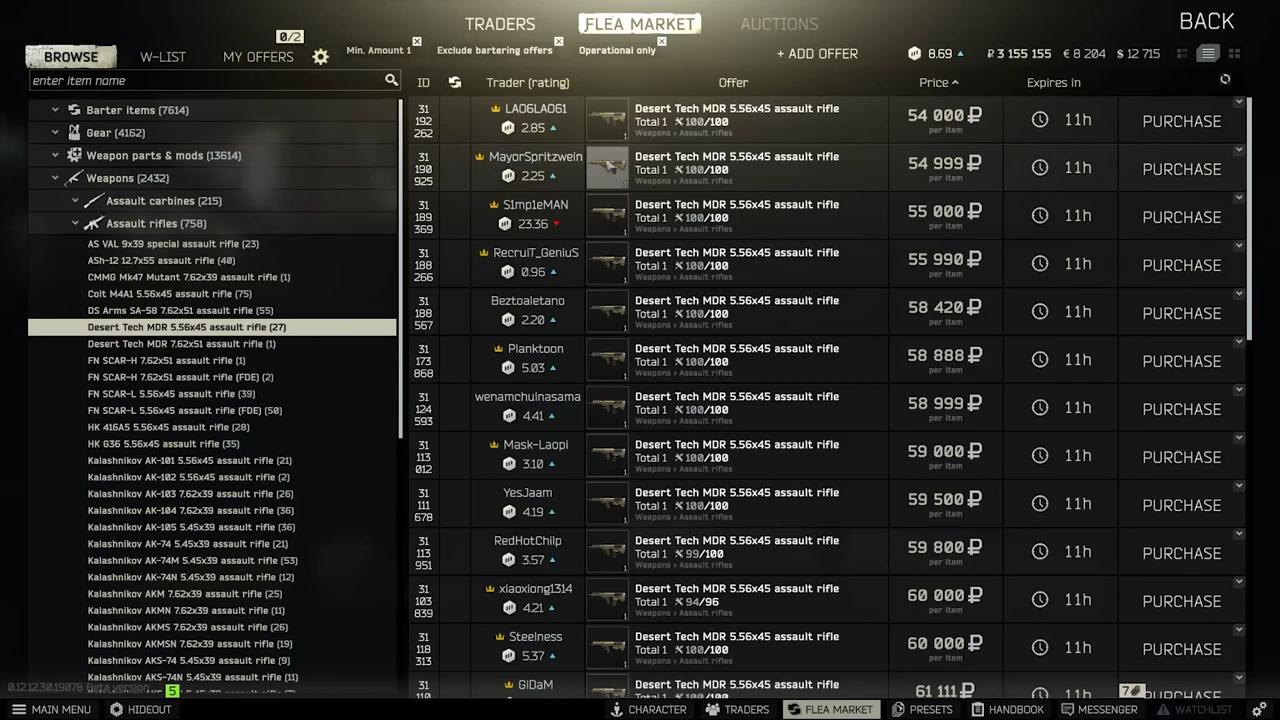 TRADERS
FLEA MARKET
AUCTIONS
BACK
0/2
BROWSE
W-LIST
MY OFFERS
Min. Amount 1
Exclude bartering offers
Operational only
+ ADD OFFER
8.69
₽ 3 155 155
€ 8 204
$ 12 715
enter item name
ID
Trader (rating)
Offer
Price
Expires in
Barter items (7614)
Gear (4162)
Weapon parts & mods (13614)
Weapons (2432)
Assault carbines (215)
Assault rifles (758)
AS VAL 9x39 special assault rifle (23)
ASh-12 12.7x55 assault rifle (40)
CMMG Mk47 Mutant 7.62x39 assault rifle (1)
Colt M4A1 5.56x45 assault rifle (75)
DS Arms SA-58 7.62x51 assault rifle (55)
Desert Tech MDR 5.56x45 assault rifle (27)
Desert Tech MDR 7.62x51 assault rifle (1)
FN SCAR-H 7.62x51 assault rifle (1)
FN SCAR-H 7.62x51 assault rifle (FDE) (2)
FN SCAR-L 5.56x45 assault rifle (39)
FN SCAR-L 5.56x45 assault rifle (FDE) (50)
HK 416A5 5.56x45 assault rifle (28)
HK G36 5.56x45 assault rifle (35)
Kalashnikov AK-101 5.56x45 assault rifle (21)
Kalashnikov AK-102 5.56x45 assault rifle (2)
Kalashnikov AK-103 7.62x39 assault rifle (26)
Kalashnikov AK-104 7.62x39 assault rifle (36)
Kalashnikov AK-105 5.45x39 assault rifle (36)
Kalashnikov AK-74 5.45x39 assault rifle (21)
Kalashnikov AK-74M 5.45x39 assault rifle (53)
Kalashnikov AK-74N 5.45x39 assault rifle (12)
Kalashnikov AKM 7.62x39 assault rifle (25)
Kalashnikov AKMN 7.62x39 assault rifle (11)
Kalashnikov AKMS 7.62x39 assault rifle (26)
Kalashnikov AKMSN 7.62x39 assault rifle (19)
Kalashnikov AKS-74 5.45x39 assault rifle (9)
Kalashnikov AKS-74N 5.45x39 assault rifle (11)
31 192 262
LA06LA061
2.85
1
Desert Tech MDR 5.56x45 assault rifle
Total 1 100/100
Weapons > Assault rifles
54 000 ₽
per item
11h
PURCHASE
31 190 925
MayorSpritzwein
2.25
1
Desert Tech MDR 5.56x45 assault rifle
Total 1 100/100
Weapons > Assault rifles
54 999 ₽
per item
11h
PURCHASE
31 189 369
S1mp1eMAN
23.36
1
Desert Tech MDR 5.56x45 assault rifle
Total 1 100/100
Weapons > Assault rifles
55 000 ₽
per item
11h
PURCHASE
31 188 266
RecruiT_GeniuS
0.96
1
Desert Tech MDR 5.56x45 assault rifle
Total 1 100/100
Weapons > Assault rifles
55 990 ₽
per item
11h
PURCHASE
31 188 567
Beztoaletano
2.20
1
Desert Tech MDR 5.56x45 assault rifle
Total 1 100/100
Weapons > Assault rifles
58 420 ₽
per item
11h
PURCHASE
31 173 868
Planktoon
5.03
1
Desert Tech MDR 5.56x45 assault rifle
Total 1 100/100
Weapons > Assault rifles
58 888 ₽
per item
11h
PURCHASE
31 124 593
wenamchuinasama
4.41
1
Desert Tech MDR 5.56x45 assault rifle
Total 1 100/100
Weapons > Assault rifles
58 999 ₽
per item
11h
PURCHASE
31 113 012
Mask-Laopi
3.10
1
Desert Tech MDR 5.56x45 assault rifle
Total 1 100/100
Weapons > Assault rifles
59 000 ₽
per item
11h
PURCHASE
31 111 678
YesJaam
4.19
1
Desert Tech MDR 5.56x45 assault rifle
Total 1 100/100
Weapons > Assault rifles
59 500 ₽
per item
11h
PURCHASE
31 113 951
RedHotChilp
3.57
1
Desert Tech MDR 5.56x45 assault rifle
Total 1 99/100
Weapons > Assault rifles
59 800 ₽
per item
11h
PURCHASE
31 103 839
xiaoxiong1314
4.21
1
Desert Tech MDR 5.56x45 assault rifle
Total 1 94/96
Weapons > Assault rifles
60 000 ₽
per item
11h
PURCHASE
31 118 313
Steelness
5.37
1
Desert Tech MDR 5.56x45 assault rifle
Total 1 100/100
Weapons > Assault rifles
60 000 ₽
per item
11h
PURCHASE
31
GiDaM
Desert Tech MDR 5.56x45 assault rifle
61 111 ₽
11h
PURCHASE
0.12.12.30.19078 Beta version
5
7
MAIN MENU
HIDEOUT
CHARACTER
TRADERS
FLEA MARKET
PRESETS
HANDBOOK
MESSENGER
WATCHLIST